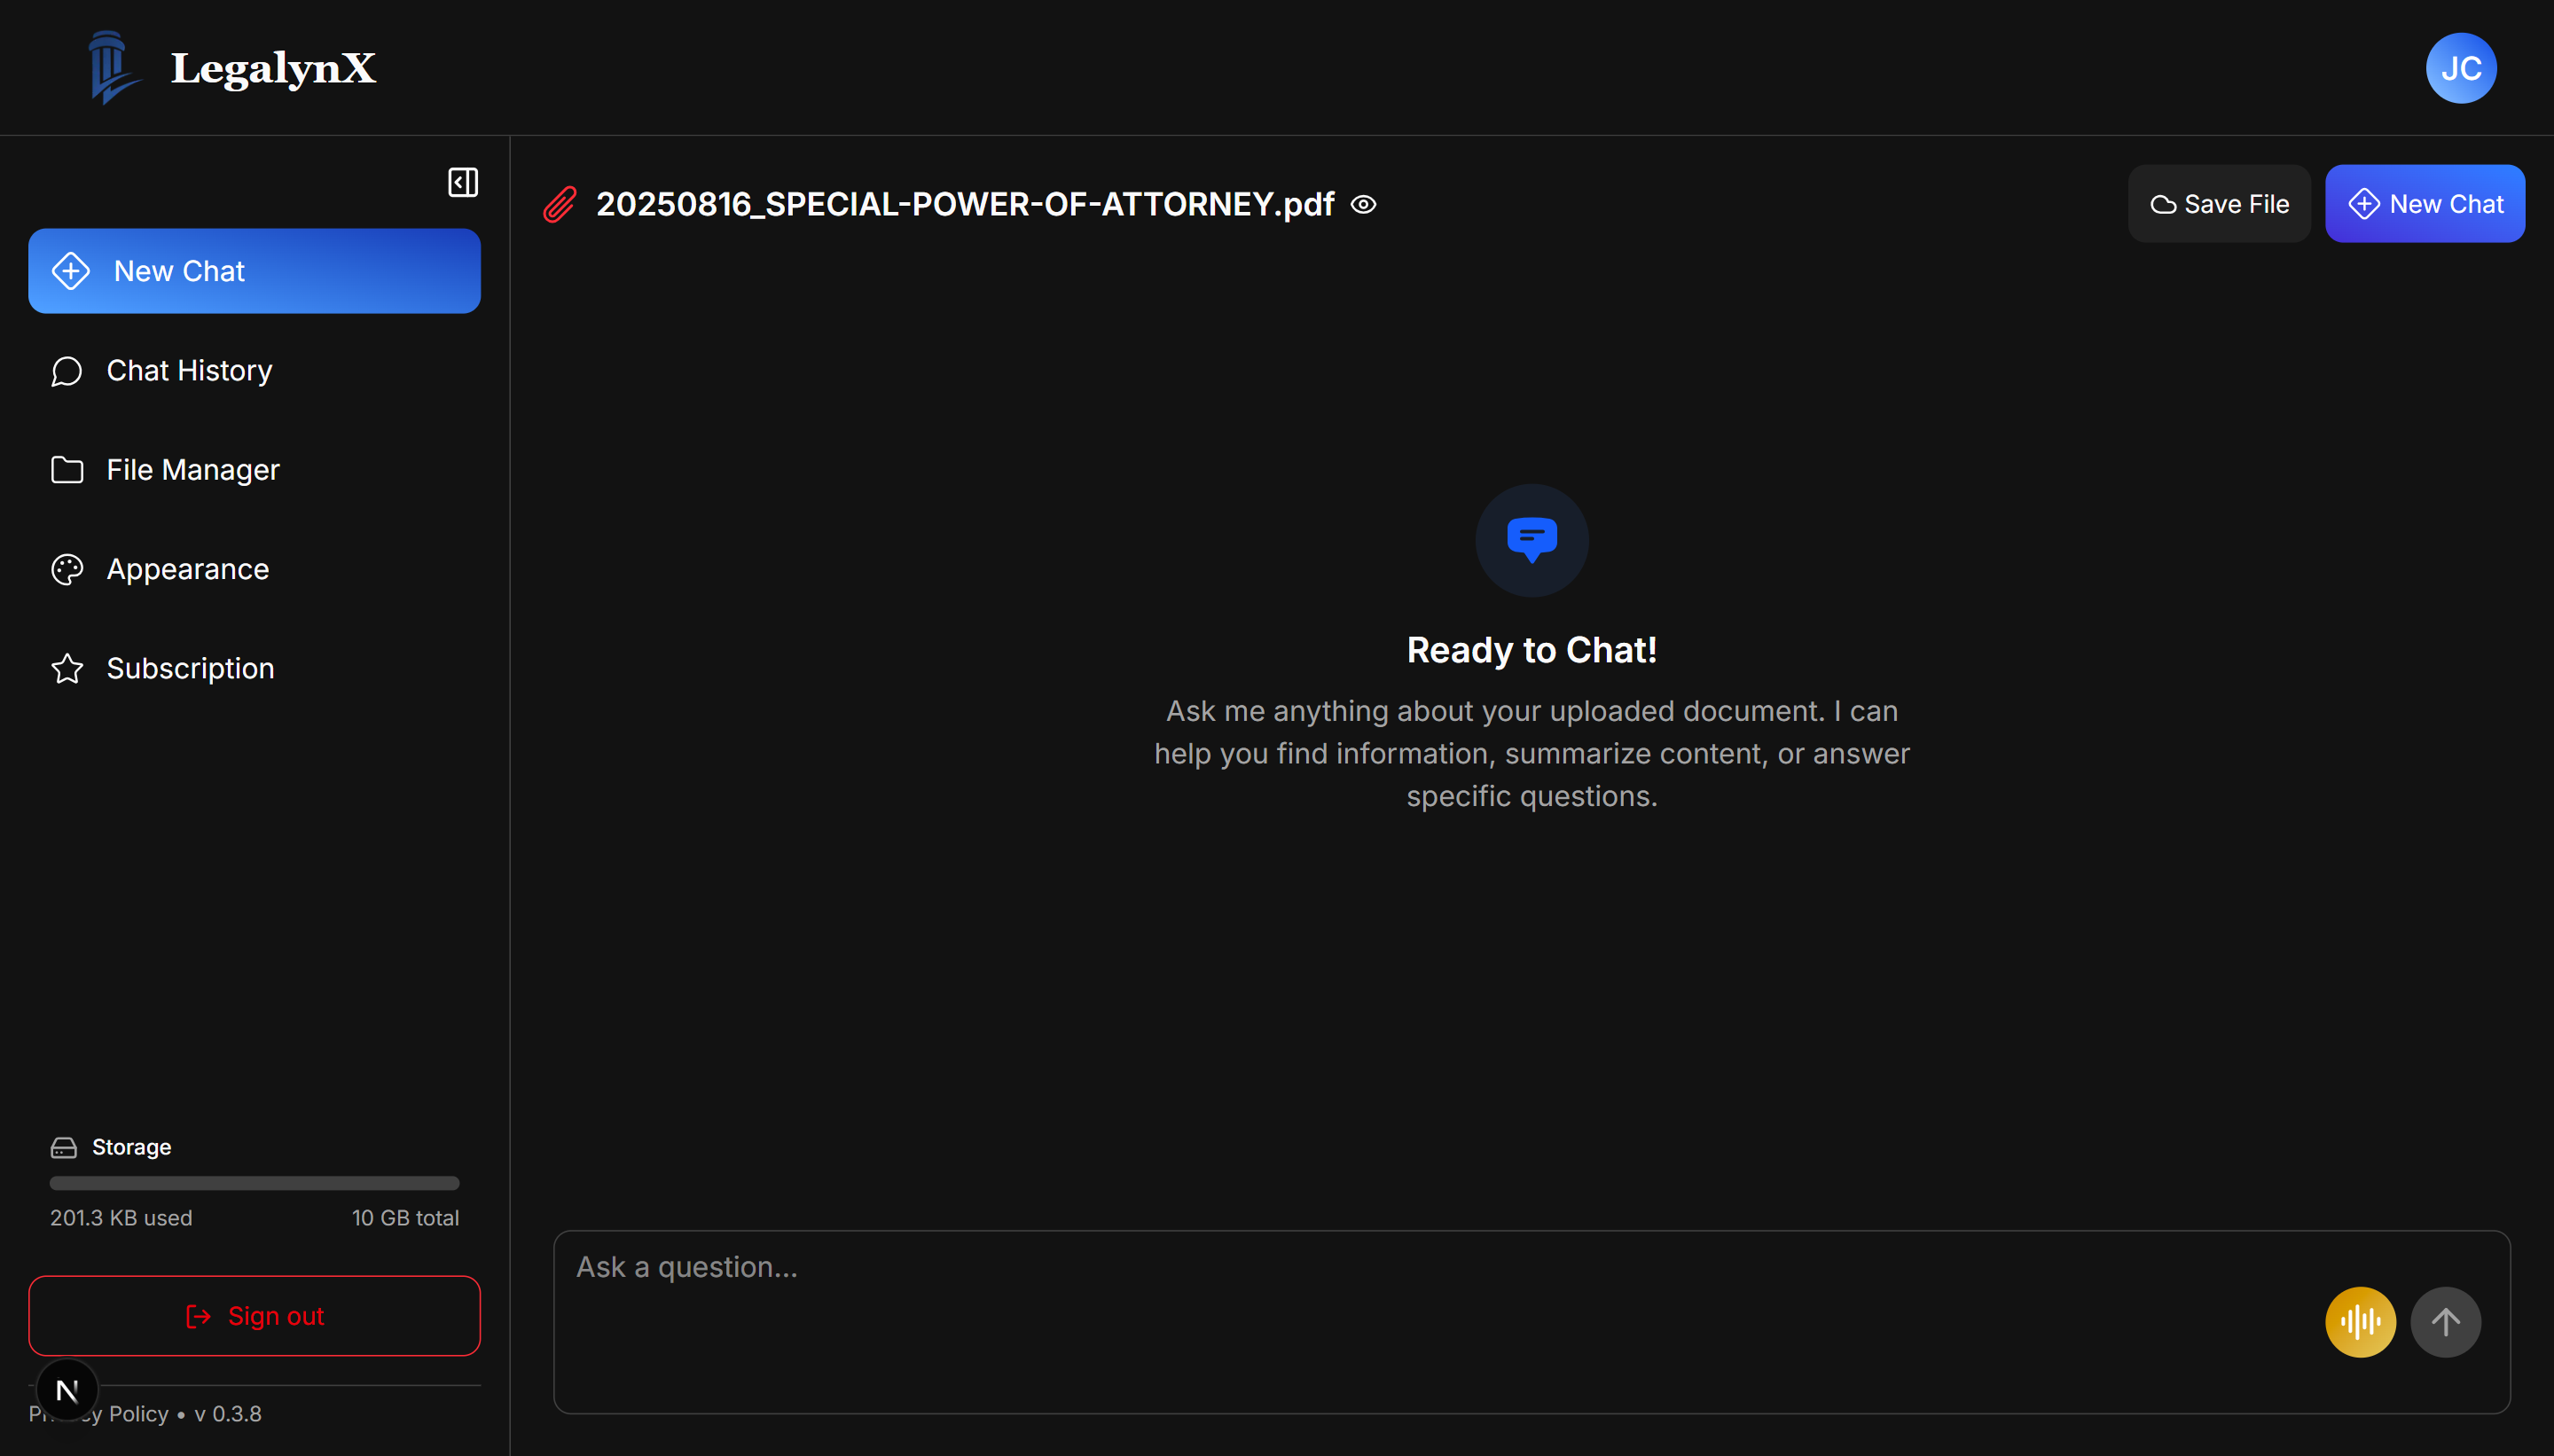 LegalynX
JC
New Chat
Chat History
File Manager
Appearance
Subscription
Storage
201.3 KB used
10 GB total
Sign out
N
Policy • v 0.3.8
20250816_SPECIAL-POWER-OF-ATTORNEY.pdf
Save File
New Chat
Ready to Chat!
Ask me anything about your uploaded document. I can
help you find information, summarize content, or answer
specific questions.
Ask a question...